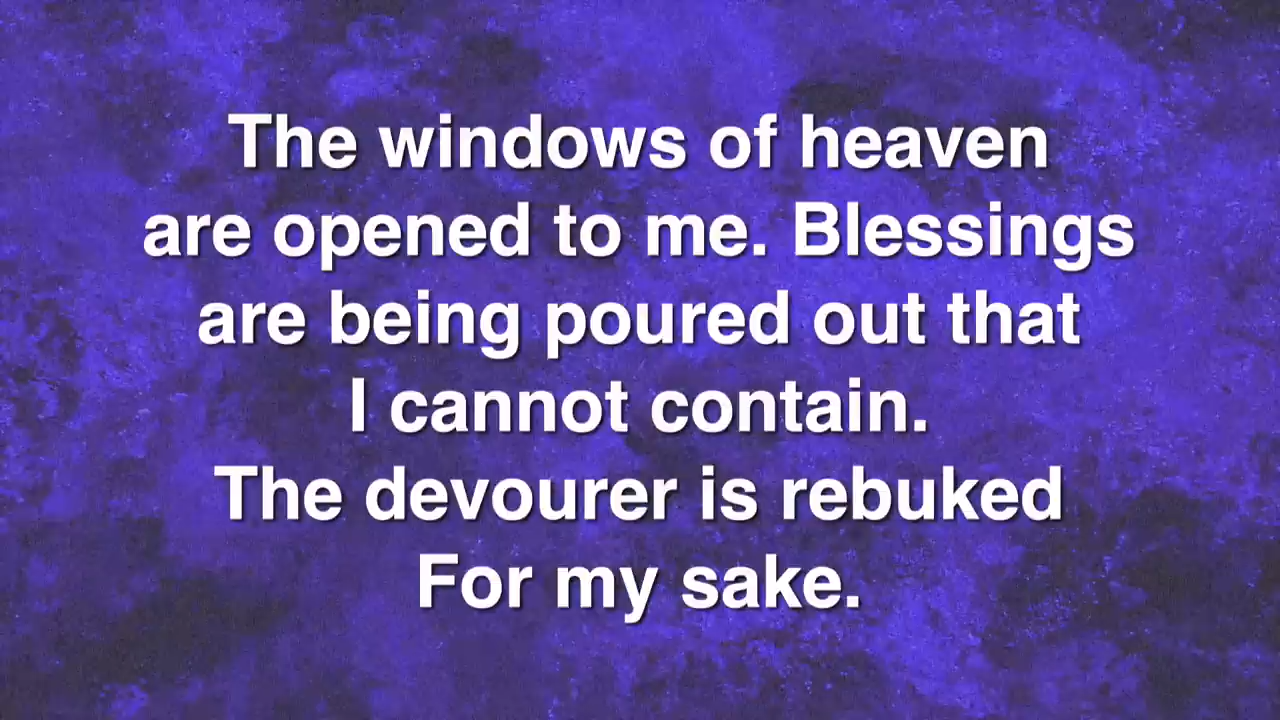 The windows of heaven
are opened to me. Blessings
are being poured out that
I cannot contain.
The devourer is rebuked
For my sake.